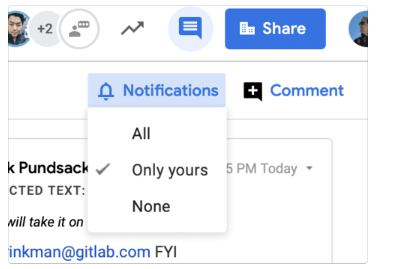 +2
Share
Notifications
Comment
All
k Pundsack
Only yours
5 PM Today
CTED TEXT:
None
will take it on
rinkman@gitlab.com FYI